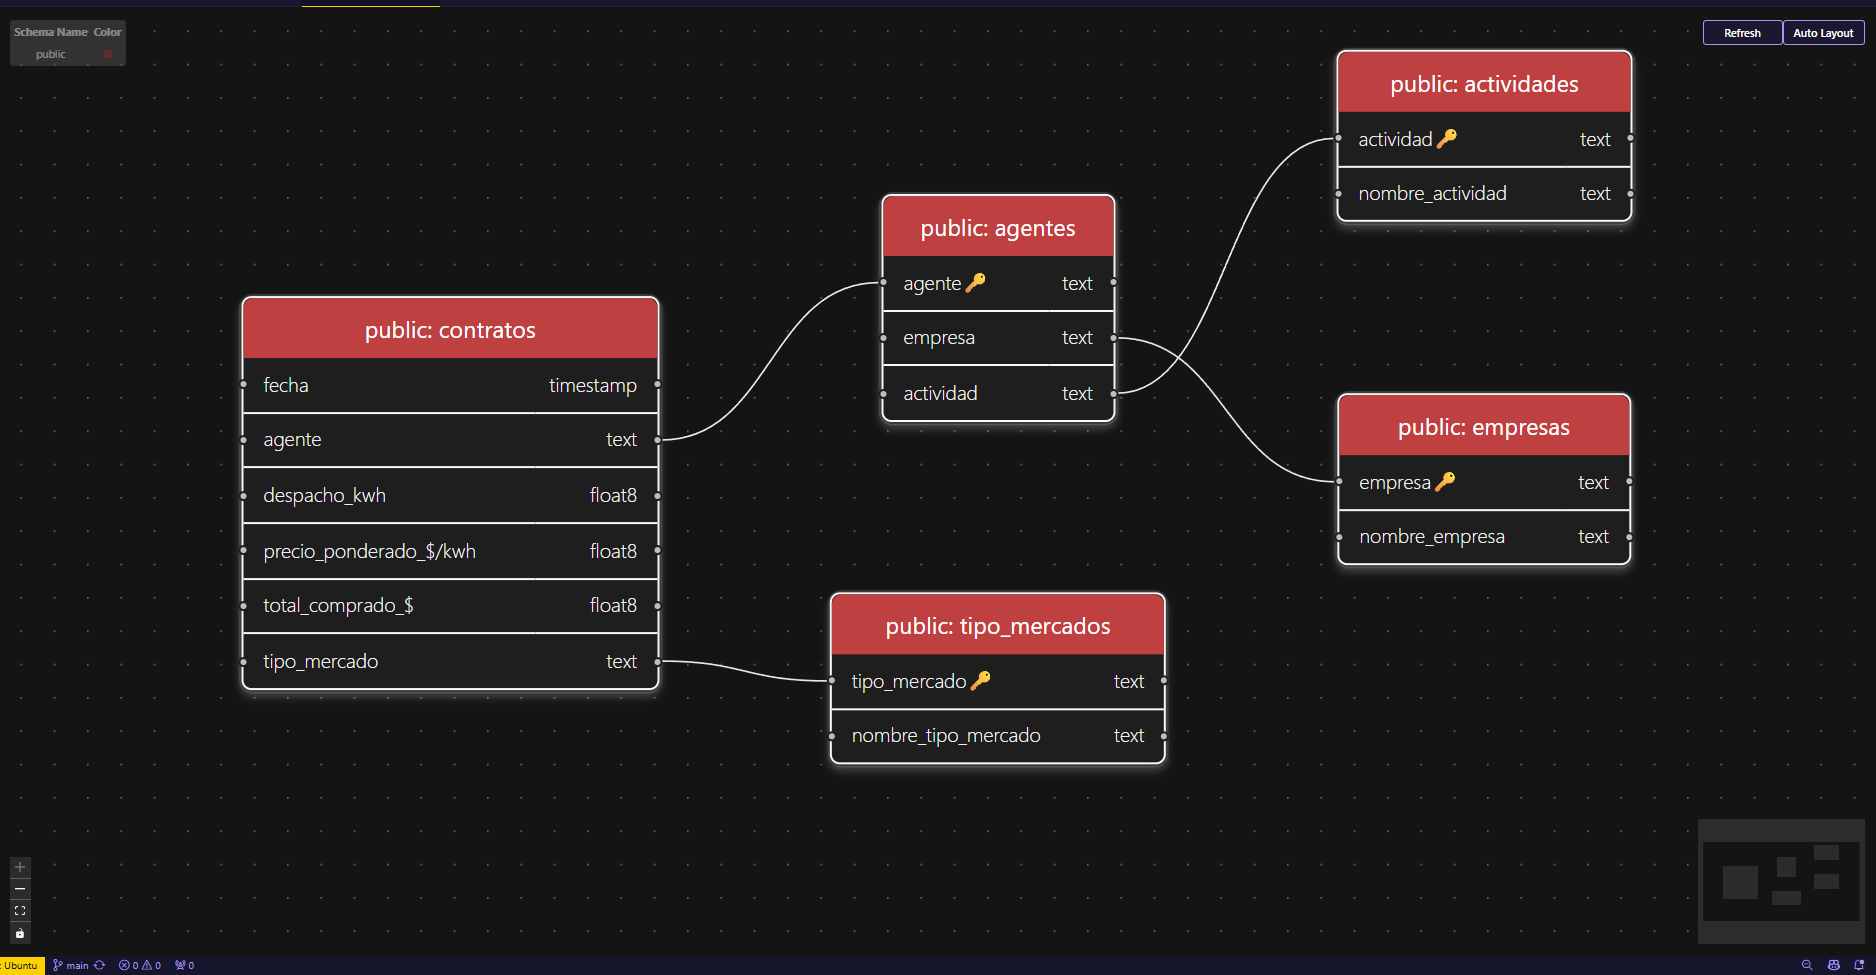 Schema Name Color
public
Refresh
Auto Layout
public: actividades
actividad text
nombre_actividad text
public: agentes
agente text
empresa text
actividad text
public: contratos
fecha timestamp
agente text
despacho_kwh float8
precio_ponderado_$/kwh float8
total_comprado_$ float8
tipo_mercado text
public: empresas
empresa text
nombre_empresa text
public: tipo_mercados
tipo_mercado text
nombre_tipo_mercado text
: Ubuntu main 0 0 0